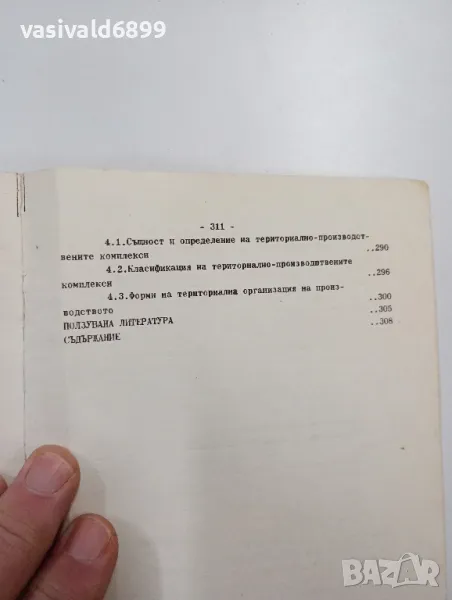 vasivald6899
- 311 -
4.1.Същност и определение на териториално-производст-
вените комплекси ..290
4.2.Класификация на териториално-производствените
комплекси ..296
4.3.Форми на териториална организация на произ-
водството ..300
ПОЛЗУВАНА ЛИТЕРАТУРА ..305
СЪДЪРЖАНИЕ ..308
BAZAR